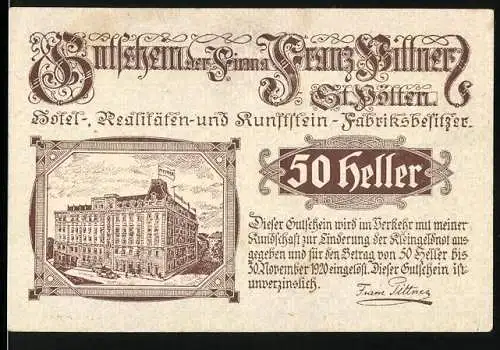 Gutschein der Firma Franz Pittner
St. Pölten
Hotel-, Realitäten- und Kunststein-Fabriksbesitzer.
50 Heller
Dieser Gutschein wird im Verkehr mit meiner
Kundschaft zur Linderung der Kleingeldnot aus
gegeben und für den Betrag von 50 Heller bis
30. November 1920 eingelöst. Dieser Gutschein ist
unverzinslich.
Franz Pittner